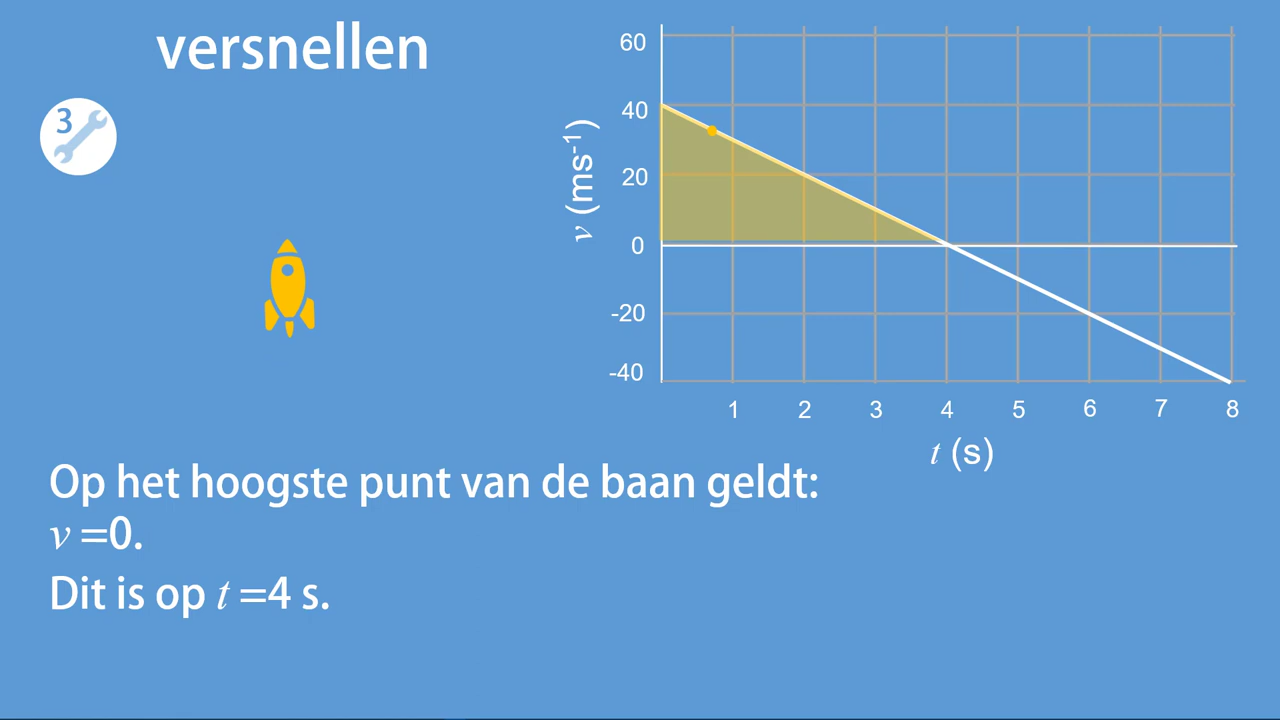 versnellen
3
60
40
20
0
-20
-40
v (ms⁻¹)
1 2 3 4 5 6 7 8
t (s)
Op het hoogste punt van de baan geldt:
v =0.
Dit is op t =4 s.